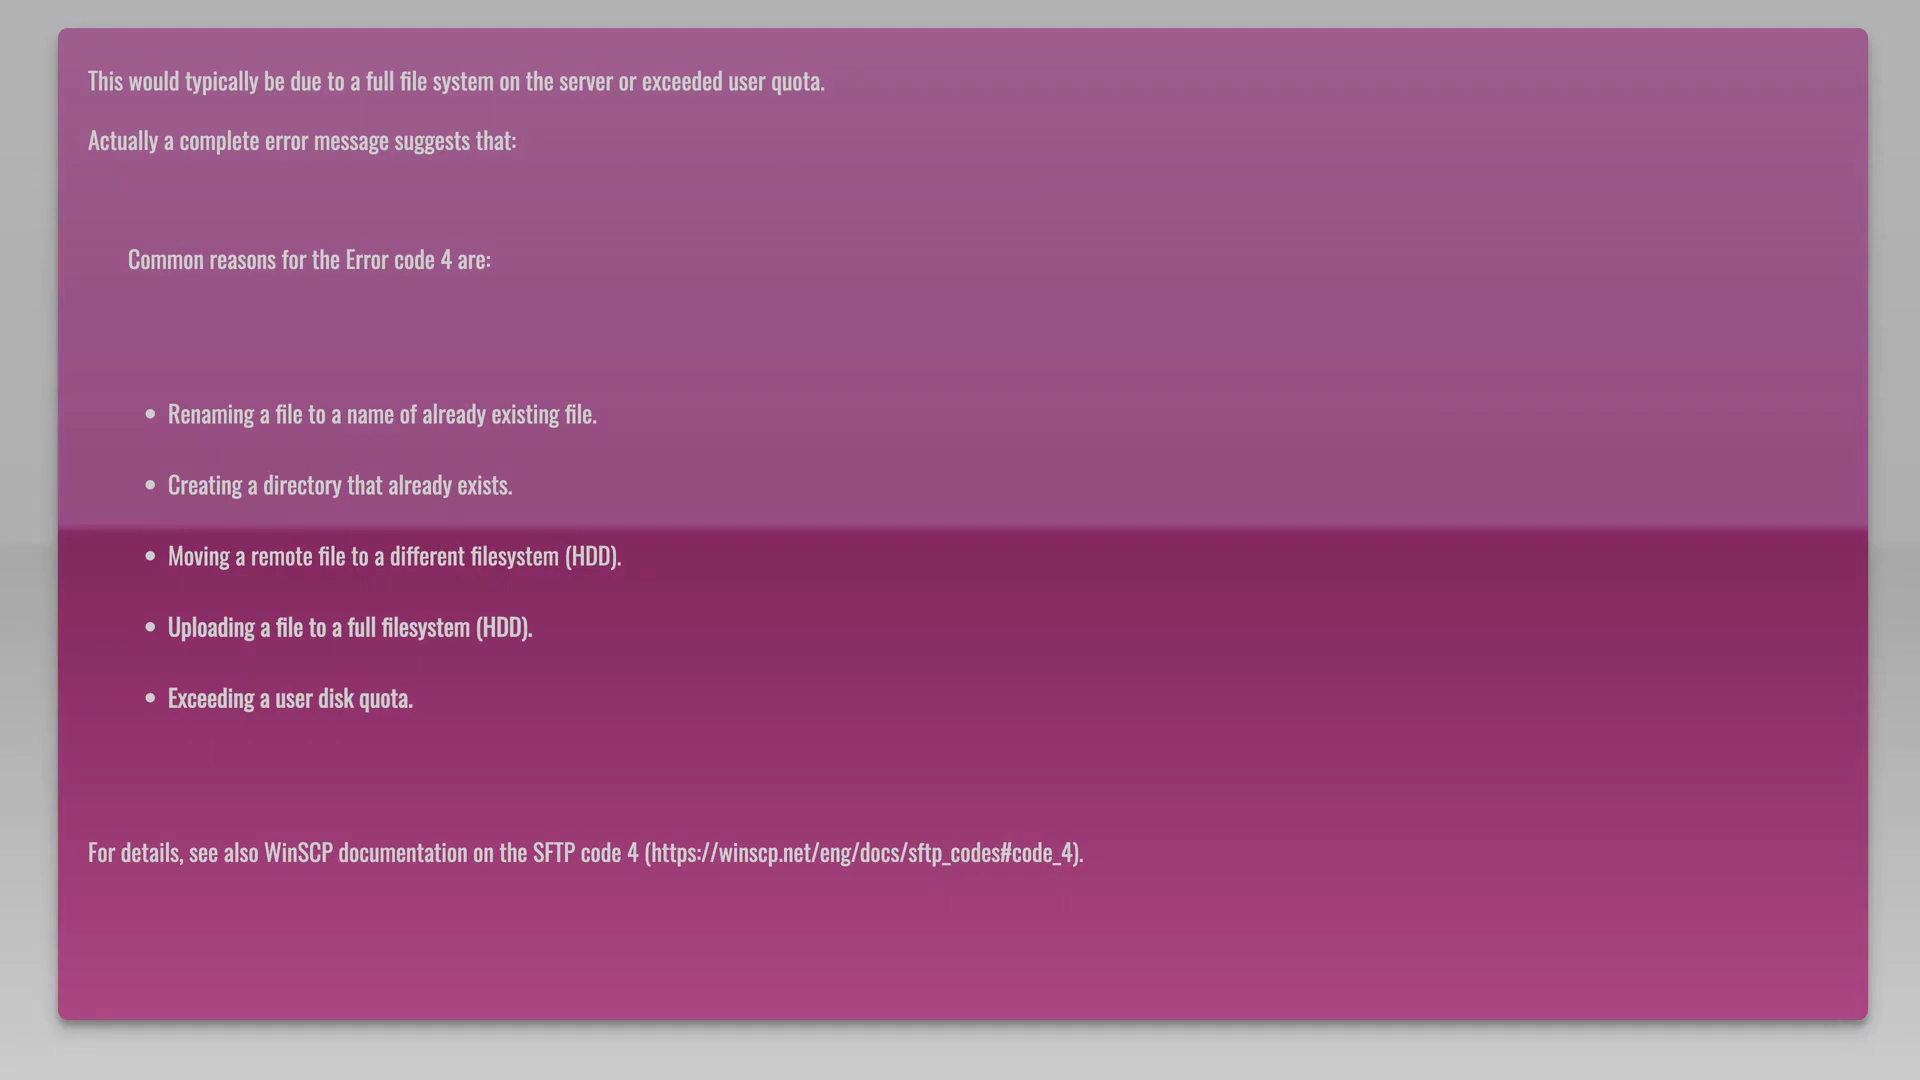 This would typically be due to a full file system on the server or exceeded user quota.
Actually a complete error message suggests that:
Common reasons for the Error code 4 are:
• Renaming a file to a name of already existing file.
• Creating a directory that already exists.
• Moving a remote file to a different filesystem (HDD).
• Uploading a file to a full filesystem (HDD).
• Exceeding a user disk quota.
For details, see also WinSCP documentation on the SFTP code 4 (https://winscp.net/eng/docs/sftp_codes#code_4).